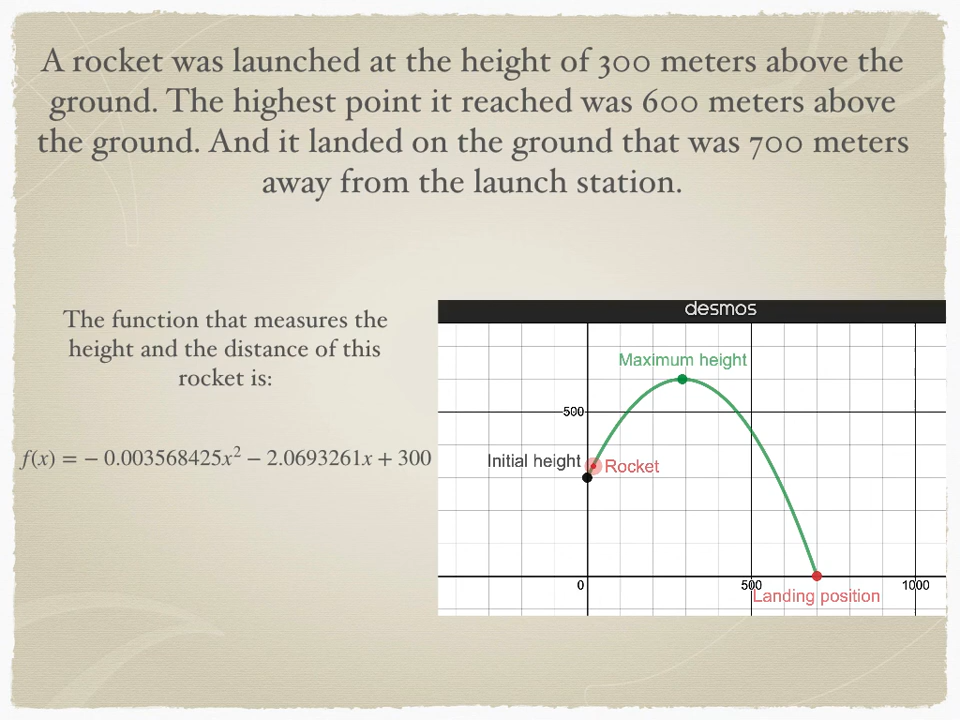 A rocket was launched at the height of 300 meters above the
ground. The highest point it reached was 600 meters above
the ground. And it landed on the ground that was 700 meters
away from the launch station.
The function that measures the
height and the distance of this
rocket is:
f(x) = − 0.003568425x² − 2.0693261x + 300
desmos
Maximum height
500
Initial height
Rocket
0
500
1000
Landing position